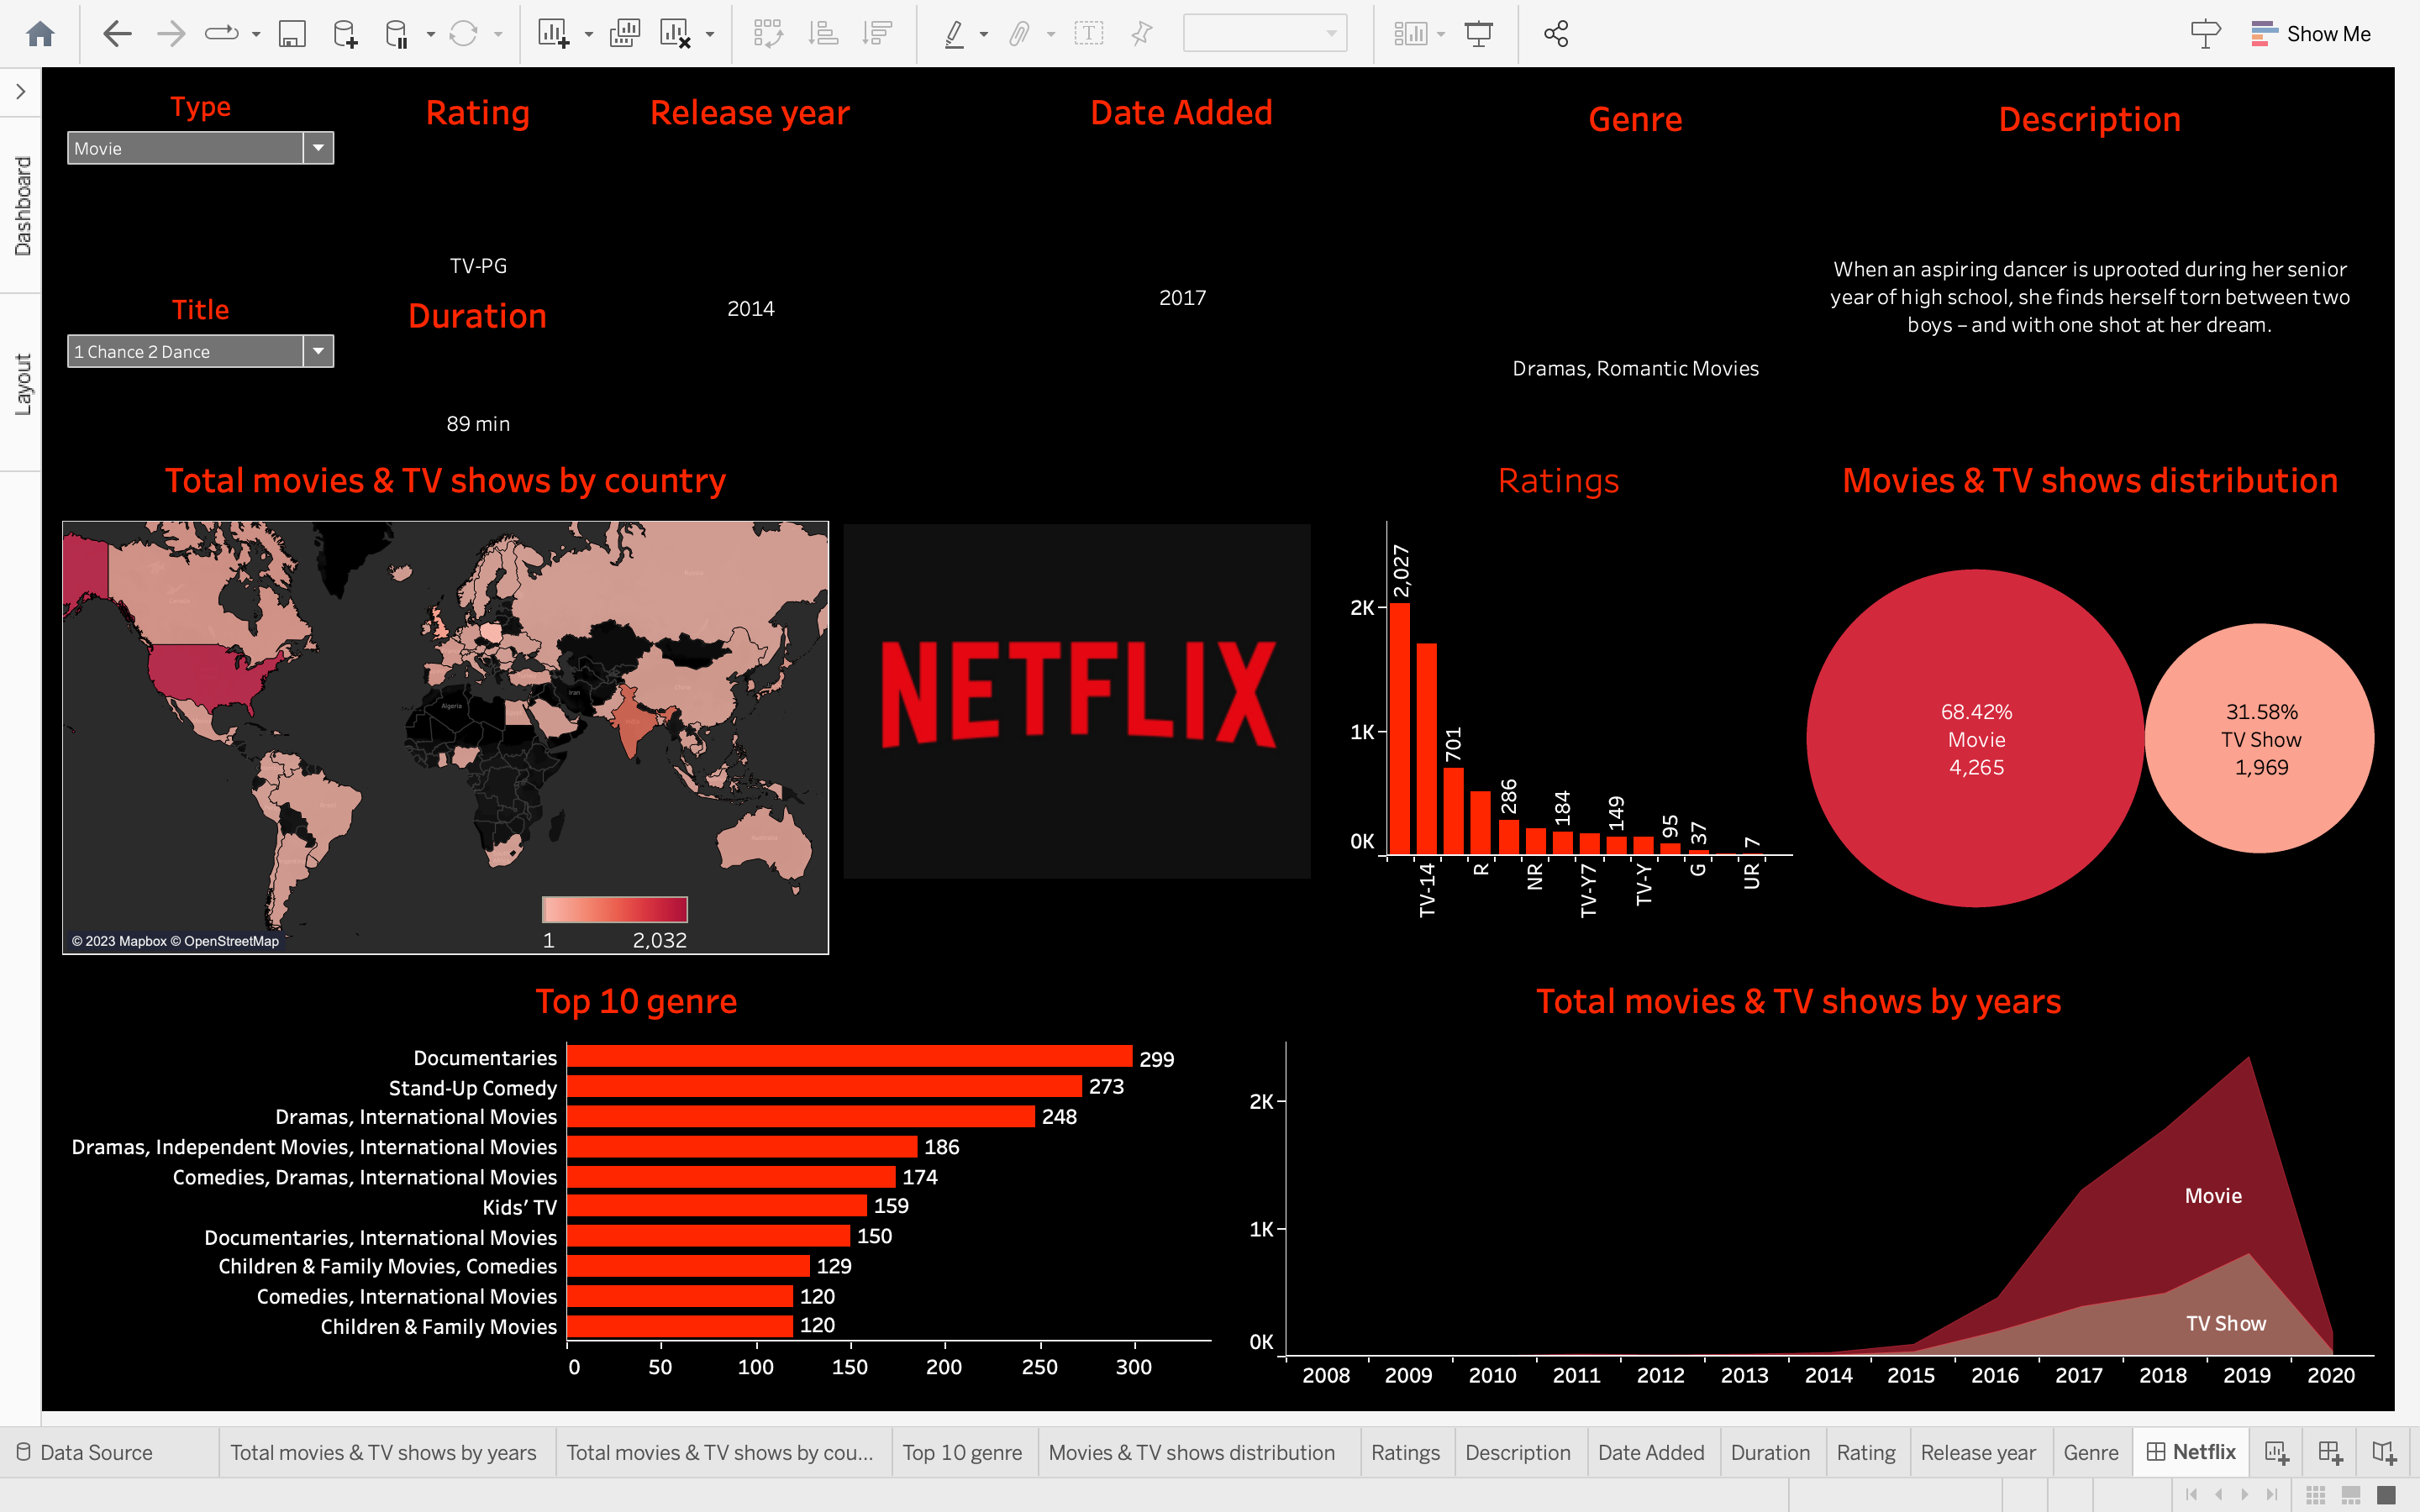 Show Me
Dashboard
Layout
Type
Movie
Rating
Release year
Date Added
Genre
Description
TV-PG
2014
2017
When an aspiring dancer is uprooted during her senior
year of high school, she finds herself torn between two
boys – and with one shot at her dream.
Title
1 Chance 2 Dance
Duration
Dramas, Romantic Movies
89 min
Total movies & TV shows by country
Algeria
Iran
© 2023 Mapbox © OpenStreetMap
1
2,032
NETFLIX
Ratings
2K
1K
0K
2,027
701
286
184
149
95
37
7
TV-14
R
NR
TV-Y7
TV-Y
G
UR
Movies & TV shows distribution
68.42%
Movie
4,265
31.58%
TV Show
1,969
Top 10 genre
Documentaries
299
Stand-Up Comedy
273
Dramas, International Movies
248
Dramas, Independent Movies, International Movies
186
Comedies, Dramas, International Movies
174
Kids’ TV
159
Documentaries, International Movies
150
Children & Family Movies, Comedies
129
Comedies, International Movies
120
Children & Family Movies
120
0 50 100 150 200 250 300
Total movies & TV shows by years
2K
1K
0K
Movie
TV Show
2008 2009 2010 2011 2012 2013 2014 2015 2016 2017 2018 2019 2020
Data Source
Total movies & TV shows by years
Total movies & TV shows by cou...
Top 10 genre
Movies & TV shows distribution
Ratings
Description
Date Added
Duration
Rating
Release year
Genre
Netflix